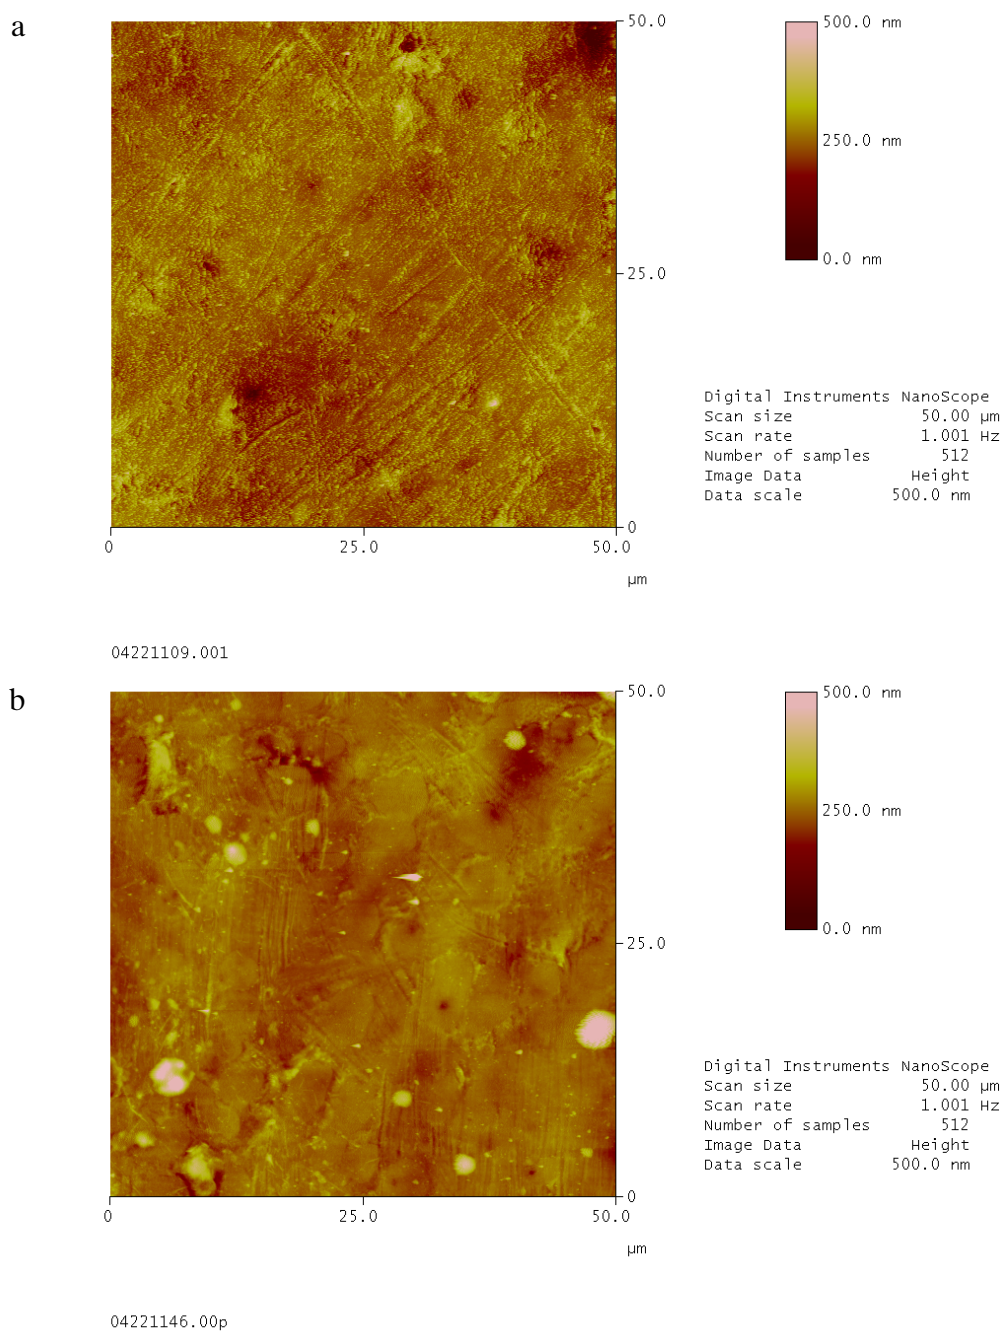 a
50.0
25.0
0
0
25.0
50.0
µm
500.0 nm
250.0 nm
0.0 nm
Digital Instruments NanoScope
Scan size 50.00 µm
Scan rate 1.001 Hz
Number of samples 512
Image Data Height
Data scale 500.0 nm
04221109.001
b
50.0
25.0
0
0
25.0
50.0
µm
500.0 nm
250.0 nm
0.0 nm
Digital Instruments NanoScope
Scan size 50.00 µm
Scan rate 1.001 Hz
Number of samples 512
Image Data Height
Data scale 500.0 nm
04221146.00p